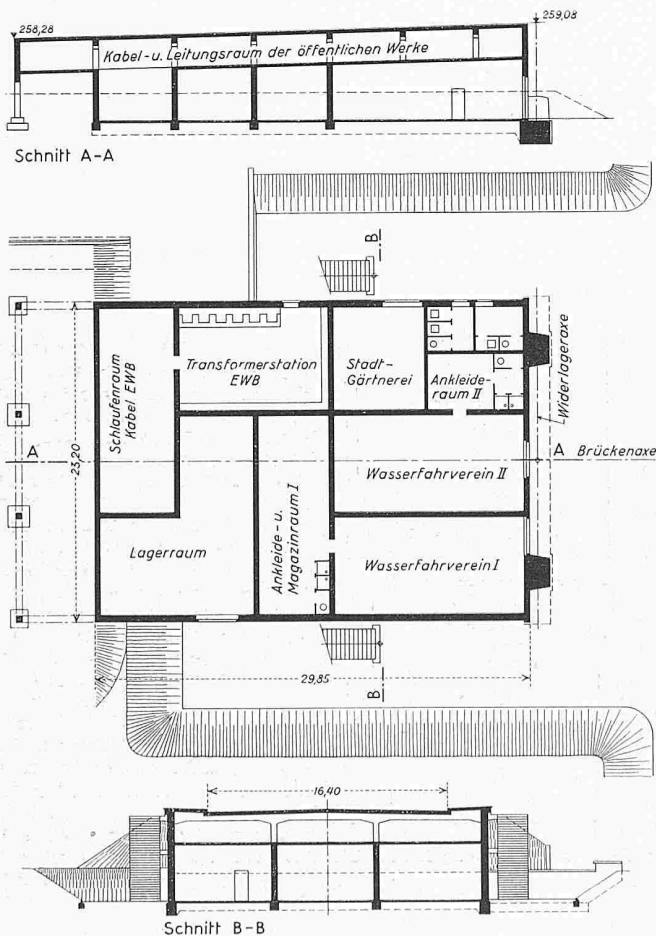 258,28
259,08
Kabel-u. Leitungsraum der öffentlichen Werke
Schnitt A-A
B
Schlaufenraum
Kabel EWB
Transformerstation
EWB
Stadt-
Gärtnerei
Ankleide-
raum II
Widerlageraxe
A
23,20
A
Brückenaxe
Wasserfahrverein II
Lagerraum
Ankleide- u.
Magazinraum I
Wasserfahrverein I
29,85
B
16,40
Schnitt B-B